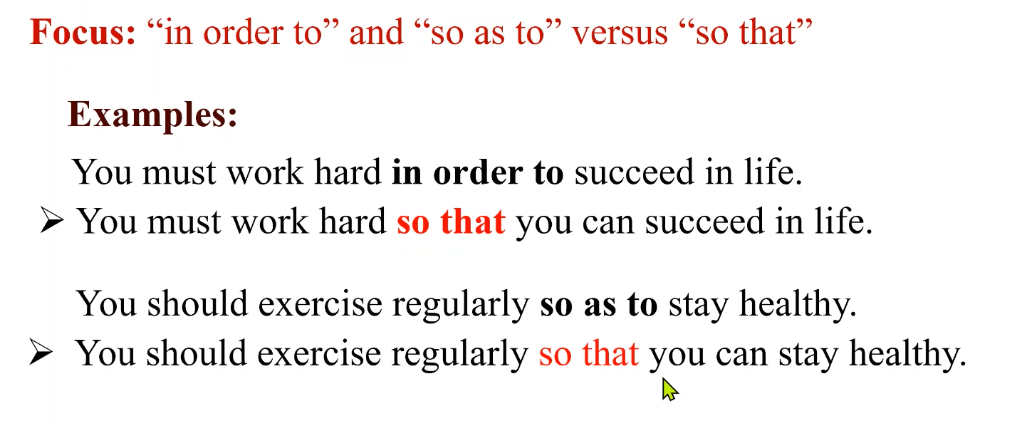 Focus: “in order to” and “so as to” versus “so that”
Examples:
You must work hard in order to succeed in life.
➢ You must work hard so that you can succeed in life.
You should exercise regularly so as to stay healthy.
➢ You should exercise regularly so that you can stay healthy.